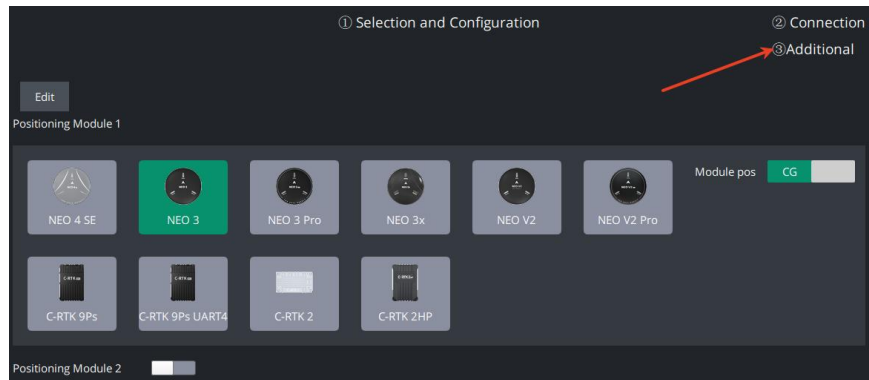 ① Selection and Configuration
② Connection
③Additional
Edit
Positioning Module 1
Module pos
CG
NEO 4 SE
NEO 3
NEO 3 Pro
NEO 3x
NEO V2
NEO V2 Pro
C-RTK 9Ps
C-RTK 9Ps UART4
C-RTK 2
C-RTK 2HP
Positioning Module 2